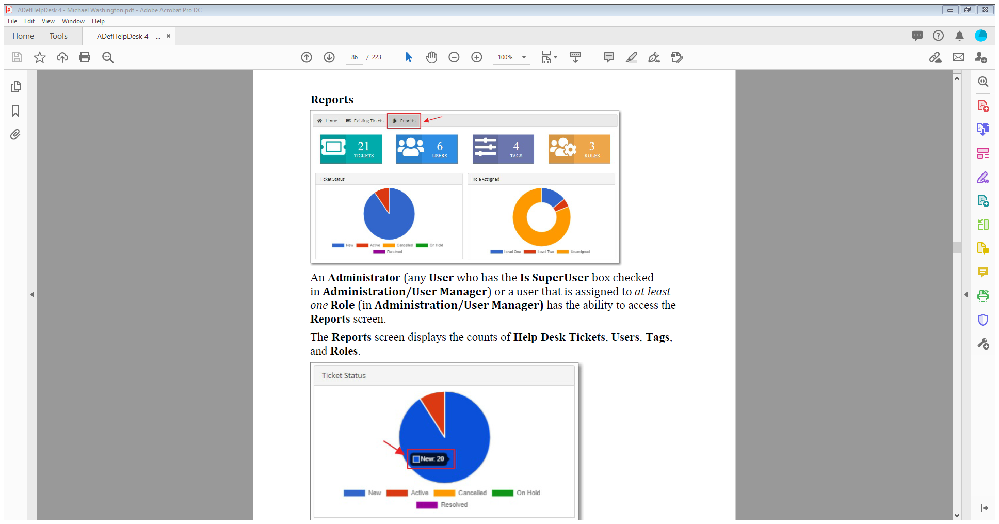 ADefHelpDesk 4 - Michael Washington.pdf - Adobe Acrobat Pro DC
File Edit View Window Help
Home Tools ADefHelpDesk 4 - ... ×
86 / 223 100%
Reports
Home Existing Tickets Reports
21 TICKETS 6 USERS 4 TAGS 3 ROLES
Ticket Status Role Assigned
New Active Cancelled On Hold
Resolved
Level One Level Two Unassigned
An Administrator (any User who has the Is SuperUser box checked
in Administration/User Manager) or a user that is assigned to at least
one Role (in Administration/User Manager) has the ability to access the
Reports screen.
The Reports screen displays the counts of Help Desk Tickets, Users, Tags,
and Roles.
Ticket Status
New: 20
New Active Cancelled On Hold
Resolved